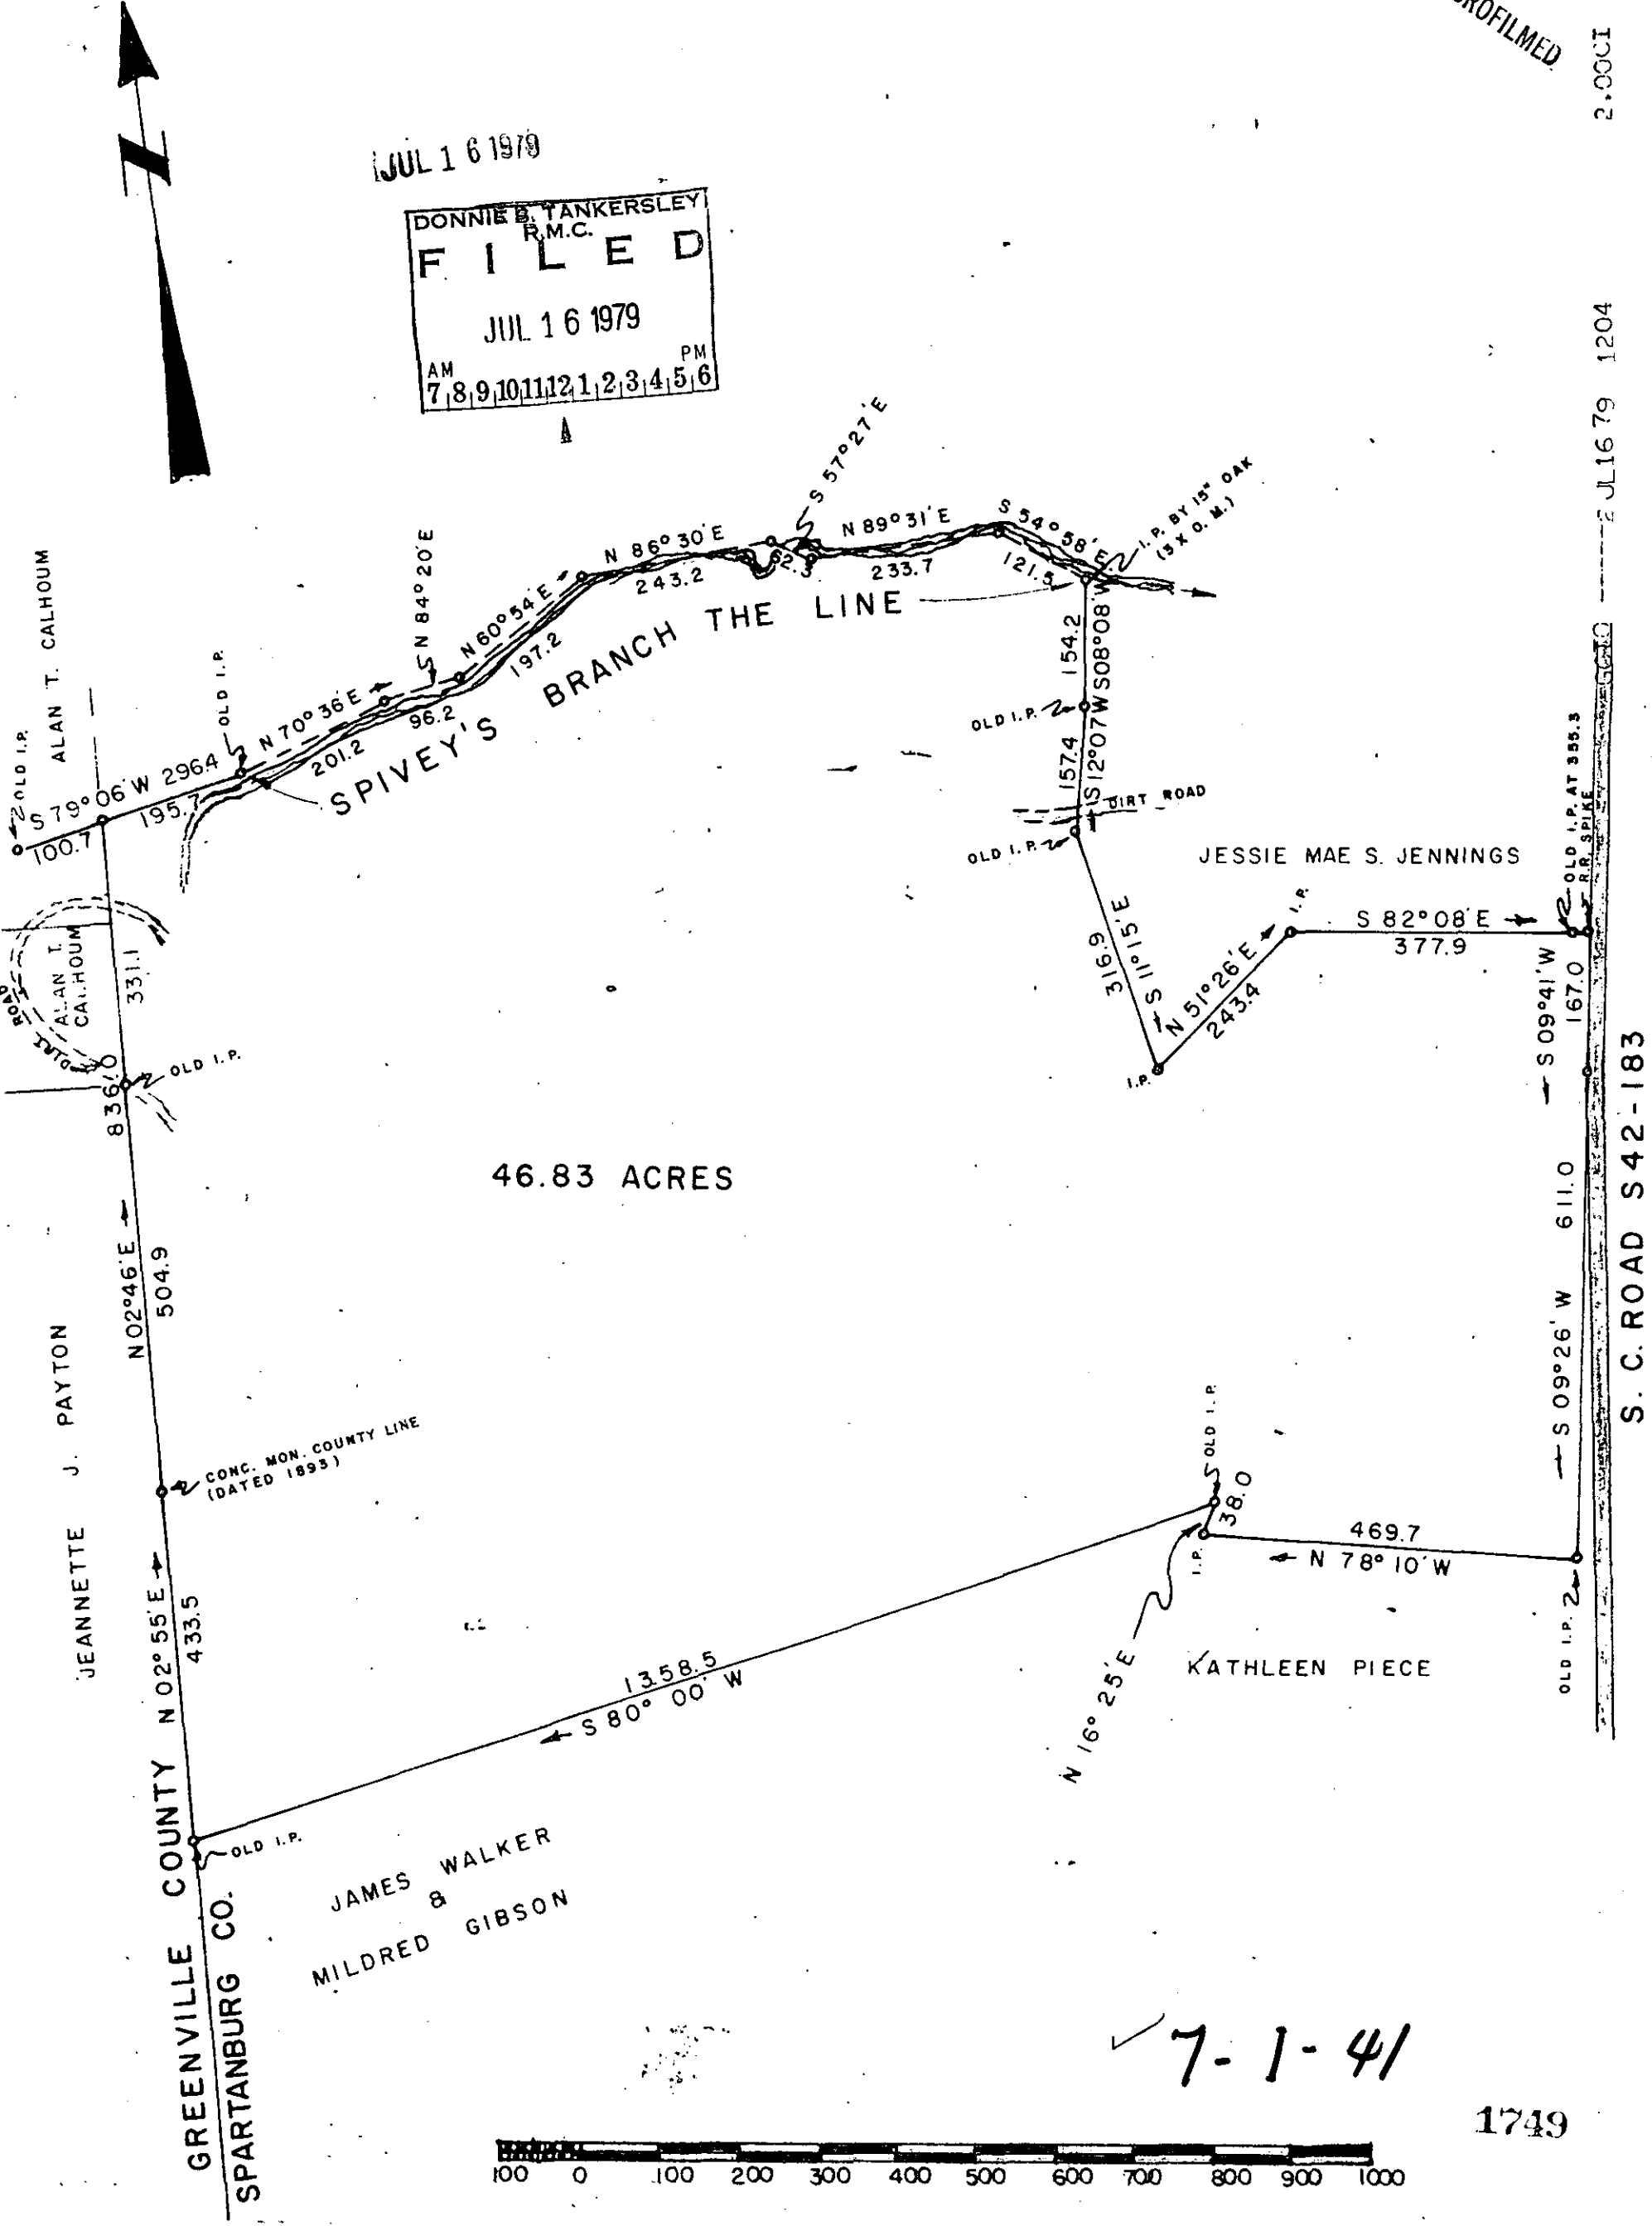 ROFILMED
2.00CI
JL16 79 1204
N
JUL 1 6 1979
DONNIE B. TANKERSLEY
R.M.C.
F I L E D
JUL 1 6 1979
AM PM
7 8 9 10 11 12 1 2 3 4 5 6
ALAN T. CALHOUM
OLD I.P.
S 79° 06' W 296.4
100.7
195.7
OLD I.P.
N 70° 36' E
201.2
N 84° 20' E
96.2
N 60° 54' E
197.2
N 86° 30' E
243.2
S 57° 27' E
62.3
N 89° 31' E
233.7
S 54° 58' E
121.5
I.P. BY 15" OAK
(3 X O. M.)
SPIVEY'S BRANCH THE LINE
154.2
S 08° 08' W
OLD I.P.
157.4
S 12° 07' W
DIRT ROAD
OLD I.P.
316.9
S 11° 15' E
I.P.
N 51° 26' E
243.4
I.P.
JESSIE MAE S. JENNINGS
S 82° 08' E
377.9
OLD I.P. AT 355.3
R.R. SPIKE
S 09° 41' W
167.0
S 09° 26' W 611.0
S. C. ROAD S 42-183
OLD I.P.
469.7
N 78° 10' W
I.P.
38.0
OLD I.P.
N 16° 25' E
KATHLEEN PIECE
1358.5
S 80° 00' W
46.83 ACRES
ALAN T.
CALHOUM
DIRT ROAD
331.1
836.0
OLD I.P.
N 02° 46' E
504.9
JEANNETTE J. PAYTON
CONC. MON. COUNTY LINE
(DATED 1893)
N 02° 55' E
433.5
OLD I.P.
GREENVILLE COUNTY
SPARTANBURG CO.
JAMES WALKER
&
MILDRED GIBSON
7-1-41
1749
100 0 100 200 300 400 500 600 700 800 900 1000